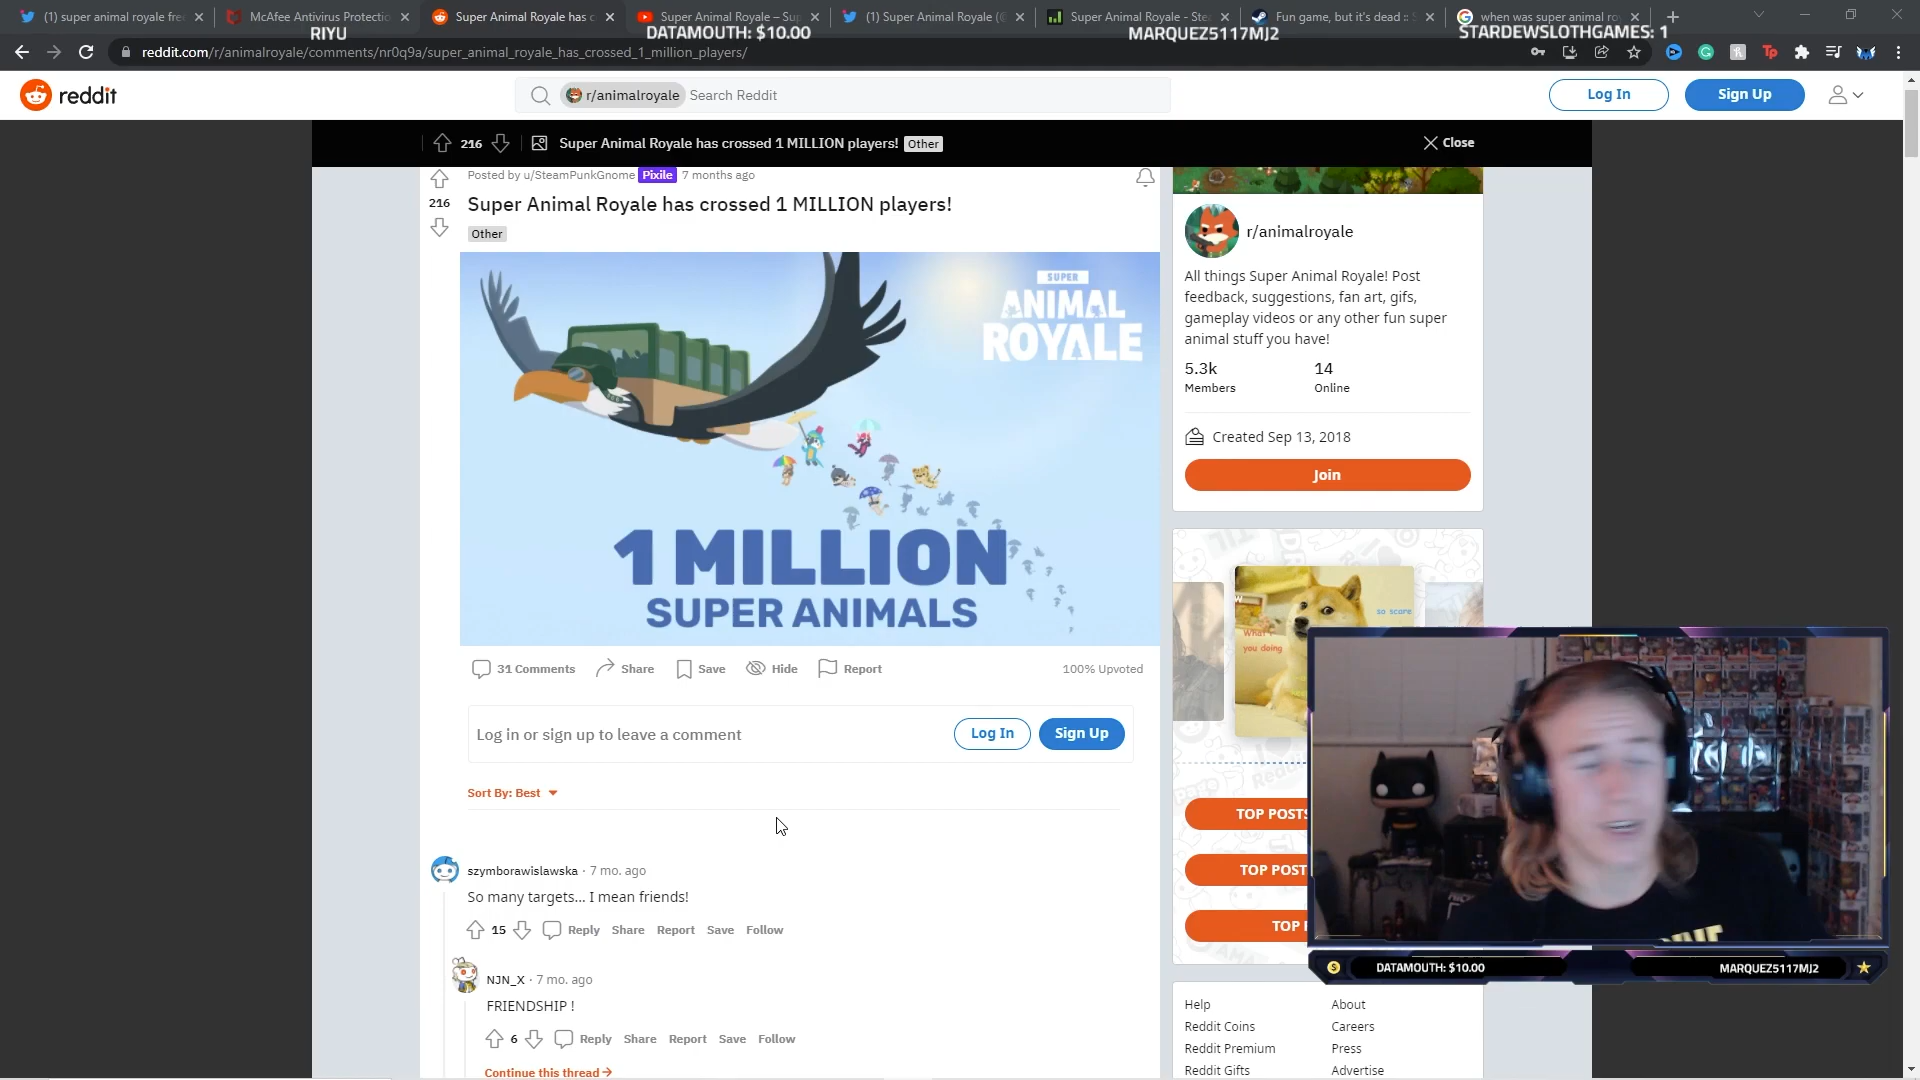 (1) super animal royale fre
McAfee Antivirus Protectio
Super Animal Royale has c
Super Animal Royale – Su
(1) Super Animal Royale (@
Super Animal Royale - Ste
Fun game, but it's dead ::
when was super animal ro
RIYU
DATAMOUTH: $10.00
MARQUEZ5117MJ2
STARDEWSLOTHGAMES: 1
reddit.com/r/animalroyale/comments/nr0q9a/super_animal_royale_has_crossed_1_million_players/
reddit
r/animalroyale
Search Reddit
Log In
Sign Up
216
Super Animal Royale has crossed 1 MILLION players!
Other
Close
Posted by u/SteamPunkGnome
Pixile
7 months ago
216
Super Animal Royale has crossed 1 MILLION players!
Other
SUPER
ANIMAL
ROYALE
1 MILLION
SUPER ANIMALS
31 Comments
Share
Save
Hide
Report
100% Upvoted
Log in or sign up to leave a comment
Log In
Sign Up
Sort By: Best
szymborawislawska · 7 mo. ago
So many targets... I mean friends!
15
Reply
Share
Report
Save
Follow
NJN_X · 7 mo. ago
FRIENDSHIP !
6
Reply
Share
Report
Save
Follow
Continue this thread
r/animalroyale
All things Super Animal Royale! Post
feedback, suggestions, fan art, gifs,
gameplay videos or any other fun super
animal stuff you have!
5.3k
Members
14
Online
Created Sep 13, 2018
Join
so scare
What r
you doing
TOP POSTS
TOP POST
TOP P
DATAMOUTH: $10.00
MARQUEZ5117MJ2
Help
About
Reddit Coins
Careers
Reddit Premium
Press
Reddit Gifts
Advertise